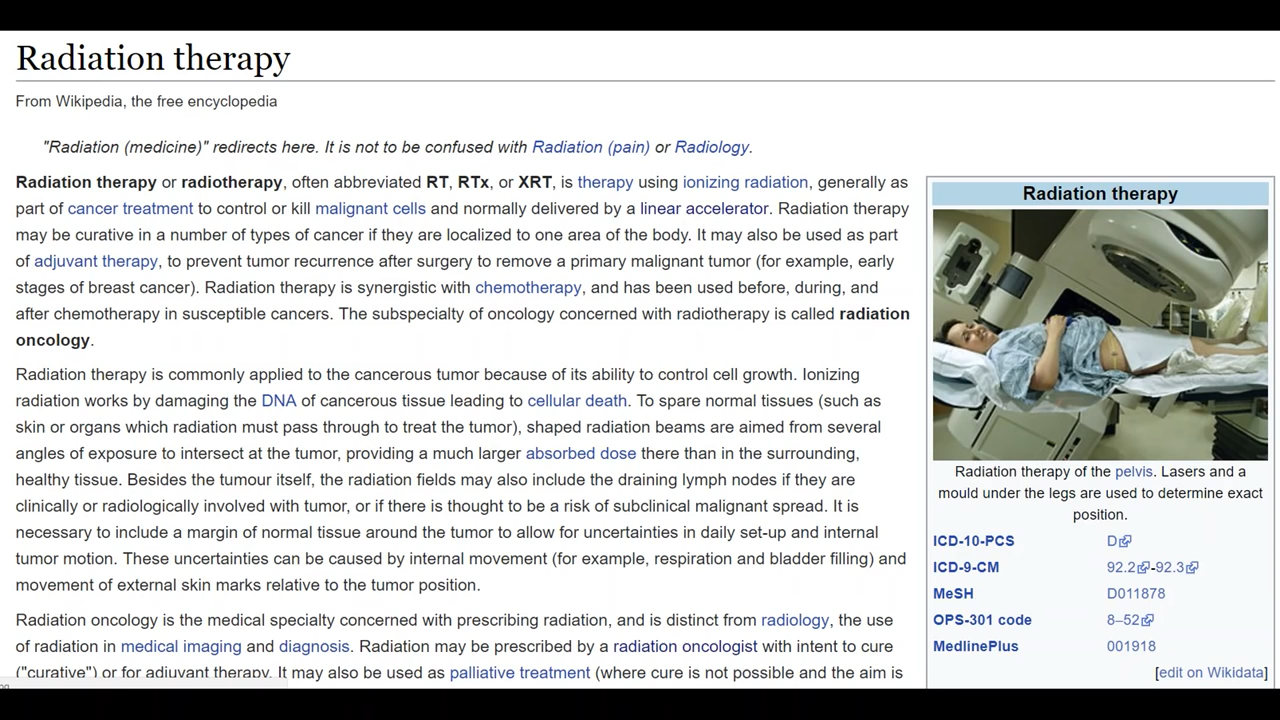 Radiation therapy
From Wikipedia, the free encyclopedia
"Radiation (medicine)" redirects here. It is not to be confused with Radiation (pain) or Radiology.
Radiation therapy or radiotherapy, often abbreviated RT, RTx, or XRT, is therapy using ionizing radiation, generally as
part of cancer treatment to control or kill malignant cells and normally delivered by a linear accelerator. Radiation therapy
may be curative in a number of types of cancer if they are localized to one area of the body. It may also be used as part
of adjuvant therapy, to prevent tumor recurrence after surgery to remove a primary malignant tumor (for example, early
stages of breast cancer). Radiation therapy is synergistic with chemotherapy, and has been used before, during, and
after chemotherapy in susceptible cancers. The subspecialty of oncology concerned with radiotherapy is called radiation
oncology.
Radiation therapy is commonly applied to the cancerous tumor because of its ability to control cell growth. Ionizing
radiation works by damaging the DNA of cancerous tissue leading to cellular death. To spare normal tissues (such as
skin or organs which radiation must pass through to treat the tumor), shaped radiation beams are aimed from several
angles of exposure to intersect at the tumor, providing a much larger absorbed dose there than in the surrounding,
healthy tissue. Besides the tumour itself, the radiation fields may also include the draining lymph nodes if they are
clinically or radiologically involved with tumor, or if there is thought to be a risk of subclinical malignant spread. It is
necessary to include a margin of normal tissue around the tumor to allow for uncertainties in daily set-up and internal
tumor motion. These uncertainties can be caused by internal movement (for example, respiration and bladder filling) and
movement of external skin marks relative to the tumor position.
Radiation oncology is the medical specialty concerned with prescribing radiation, and is distinct from radiology, the use
of radiation in medical imaging and diagnosis. Radiation may be prescribed by a radiation oncologist with intent to cure
("curative") or for adjuvant therapy. It may also be used as palliative treatment (where cure is not possible and the aim is
Radiation therapy
Radiation therapy of the pelvis. Lasers and a
mould under the legs are used to determine exact
position.
ICD-10-PCS D
ICD-9-CM 92.2-92.3
MeSH D011878
OPS-301 code 8–52
MedlinePlus 001918
[edit on Wikidata]